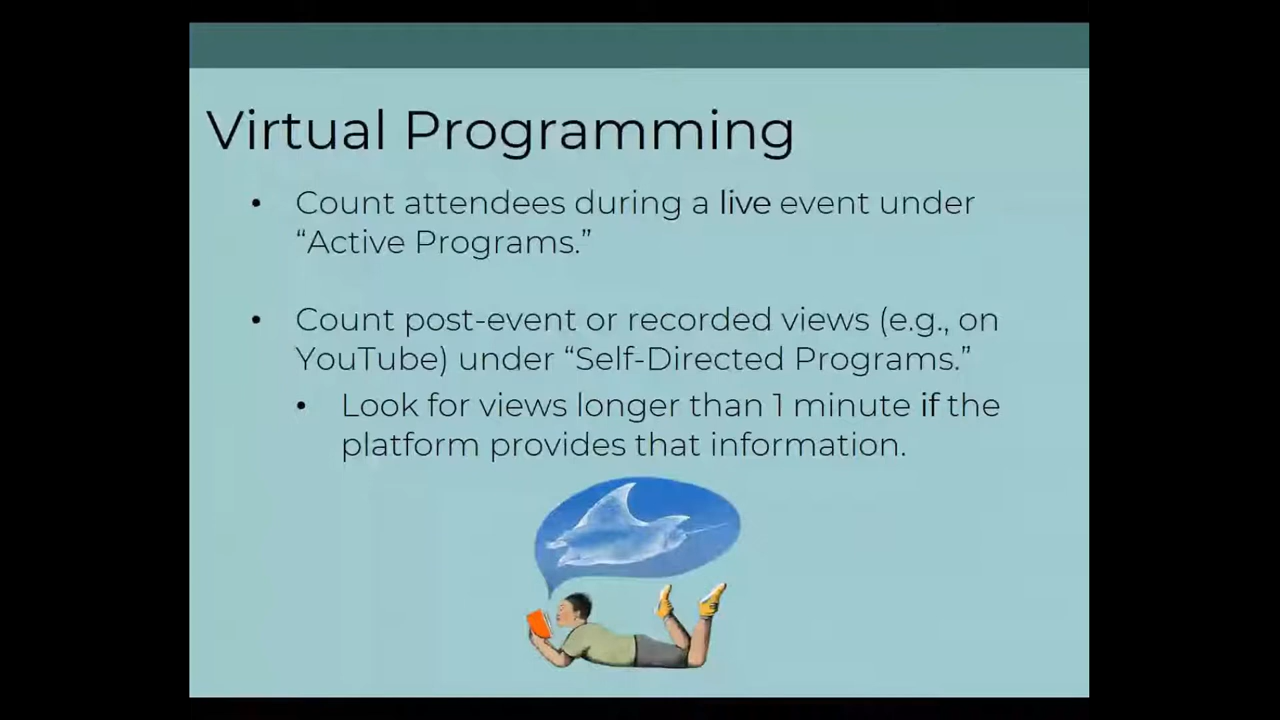 Virtual Programming
• Count attendees during a live event under
“Active Programs.”
• Count post-event or recorded views (e.g., on
YouTube) under “Self-Directed Programs.”
• Look for views longer than 1 minute if the
platform provides that information.